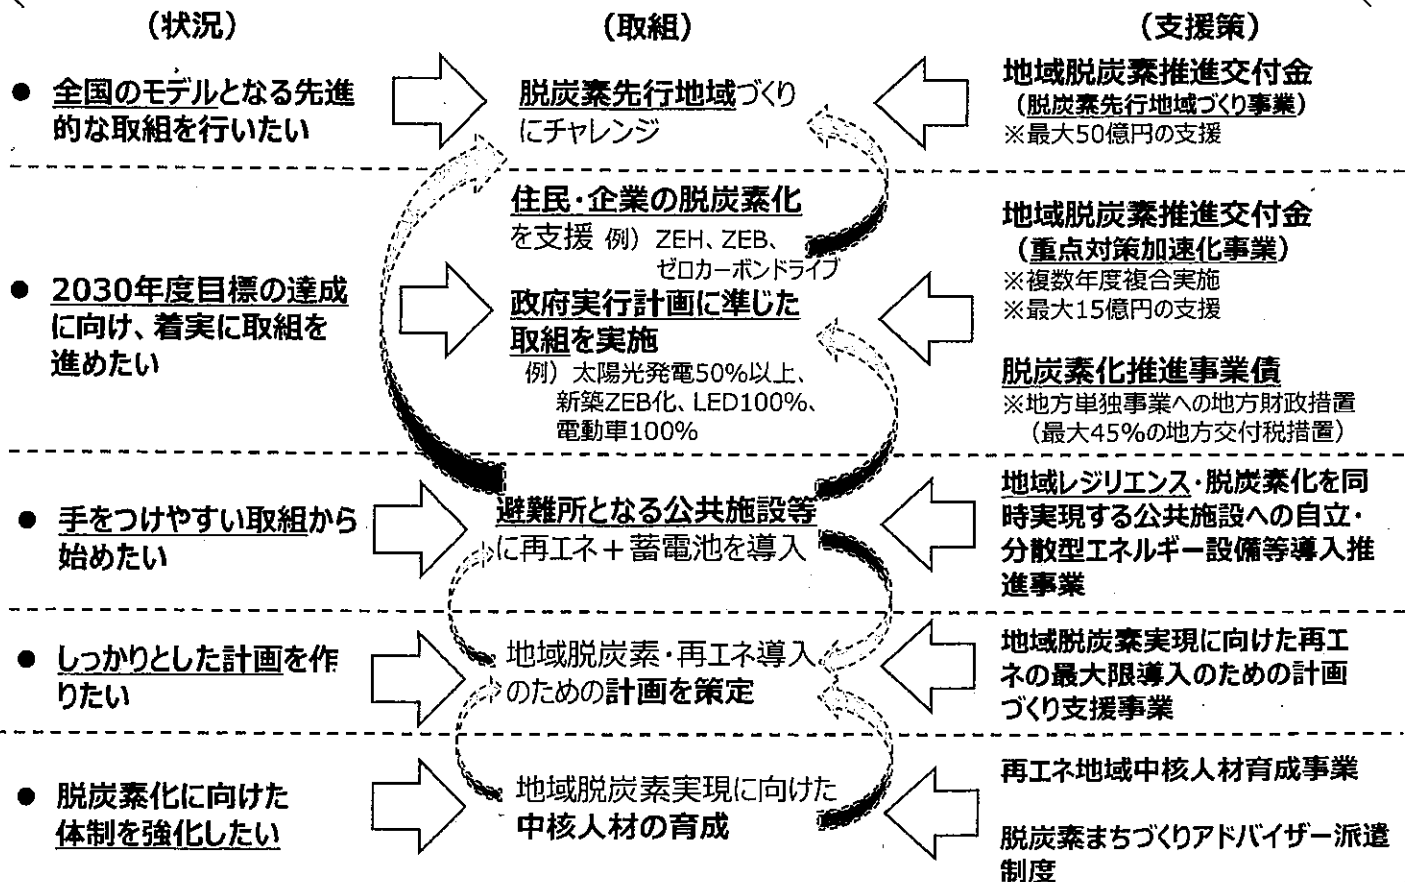 （状況）
（取組）
（支援策）
● 全国のモデルとなる先進
的な取組を行いたい
脱炭素先行地域づくり
にチャレンジ
地域脱炭素推進交付金
（脱炭素先行地域づくり事業）
※最大50億円の支援
● 2030年度目標の達成
に向け、着実に取組を
進めたい
住民・企業の脱炭素化
を支援 例）ZEH、ZEB、
ゼロカーボンドライブ
政府実行計画に準じた
取組を実施
例）太陽光発電50%以上、
新築ZEB化、LED100%、
電動車100%
地域脱炭素推進交付金
（重点対策加速化事業）
※複数年度複合実施
※最大15億円の支援
脱炭素化推進事業債
※地方単独事業への地方財政措置
（最大45%の地方交付税措置）
● 手をつけやすい取組から
始めたい
避難所となる公共施設等
に再エネ＋蓄電池を導入
地域レジリエンス・脱炭素化を同
時実現する公共施設への自立・
分散型エネルギー設備等導入推
進事業
● しっかりとした計画を作
りたい
地域脱炭素・再エネ導入
のための計画を策定
地域脱炭素実現に向けた再エ
ネの最大限導入のための計画
づくり支援事業
● 脱炭素化に向けた
体制を強化したい
地域脱炭素実現に向けた
中核人材の育成
再エネ地域中核人材育成事業
脱炭素まちづくりアドバイザー派遣
制度